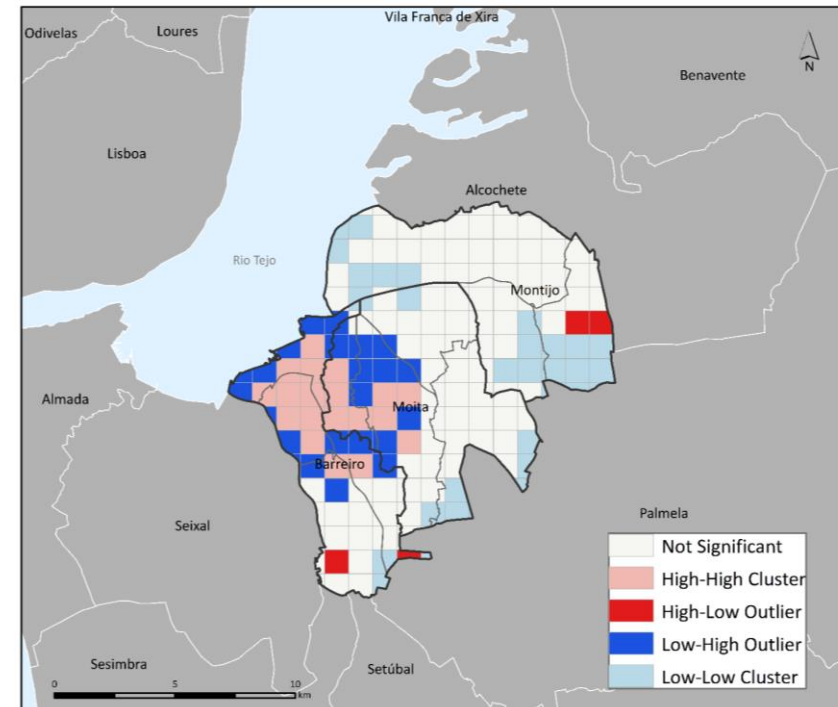 Vila Franca de Xira
Odivelas
Loures
N
Benavente
Lisboa
Alcochete
Rio Tejo
Montijo
Almada
Moita
Barreiro
Seixal
Palmela
Not Significant
High-High Cluster
High-Low Outlier
Low-High Outlier
Low-Low Cluster
Sesimbra
Setúbal
0 5 10
km